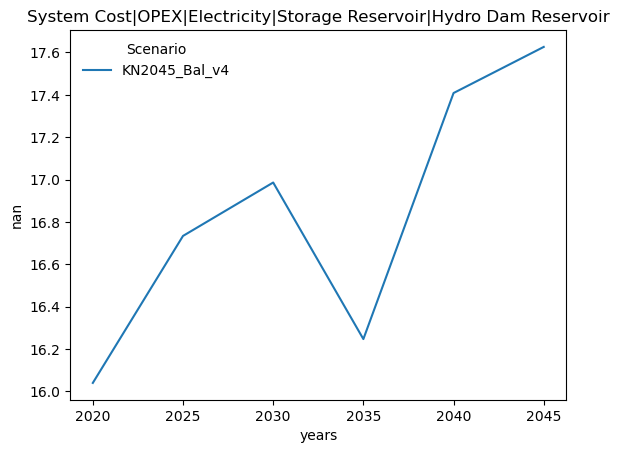 System Cost|OPEX|Electricity|Storage Reservoir|Hydro Dam Reservoir
Scenario
KN2045_Bal_v4
17.6
17.4
17.2
17.0
16.8
16.6
16.4
16.2
16.0
nan
2020 2025 2030 2035 2040 2045
years